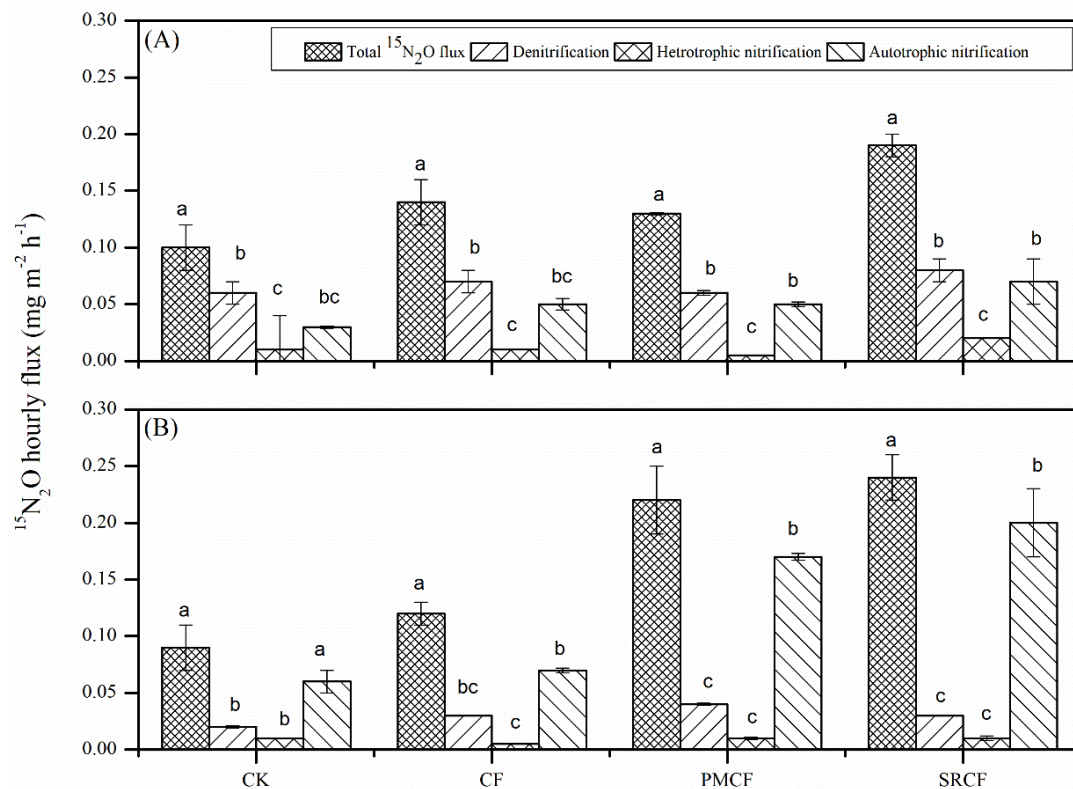 (A)
Total ¹⁵N₂O flux Denitrification Hetrotrophic nitrification Autotrophic nitrification
0.30
0.25
0.20
0.15
0.10
0.05
0.00
a b c bc
a b c bc
a b c b
a b c b
¹⁵N₂O hourly flux (mg m⁻² h⁻¹)
(B)
0.30
0.25
0.20
0.15
0.10
0.05
0.00
a b b a
a bc c b
a c c b
a c c b
CK CF PMCF SRCF